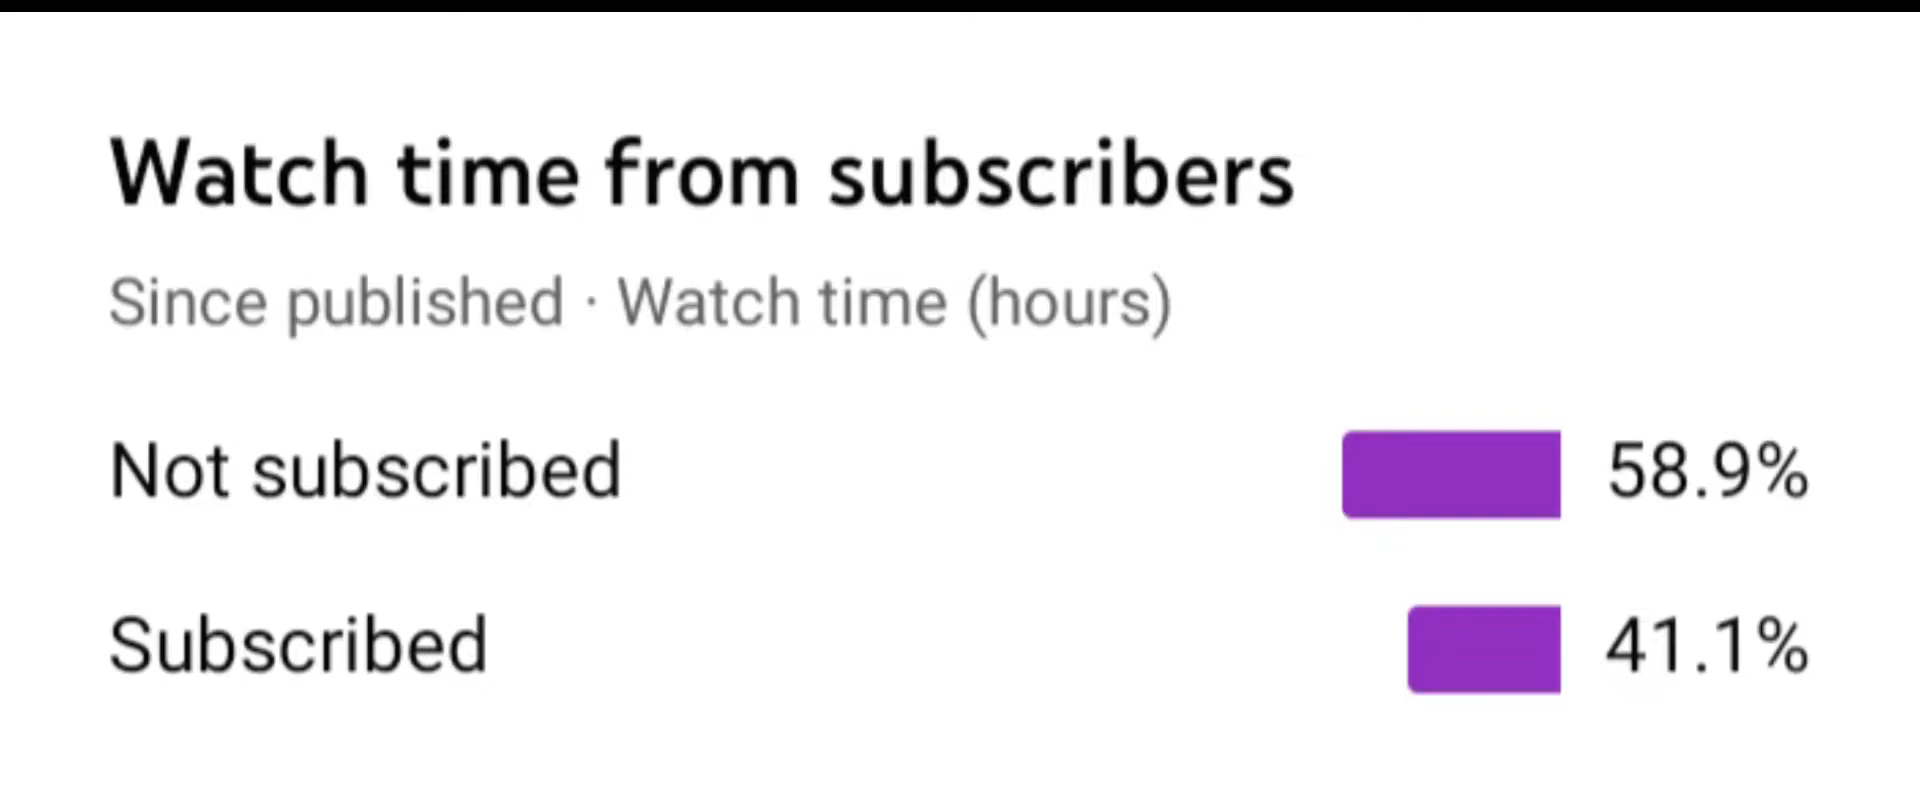 Watch time from subscribers
Since published · Watch time (hours)
Not subscribed 58.9%
Subscribed 41.1%